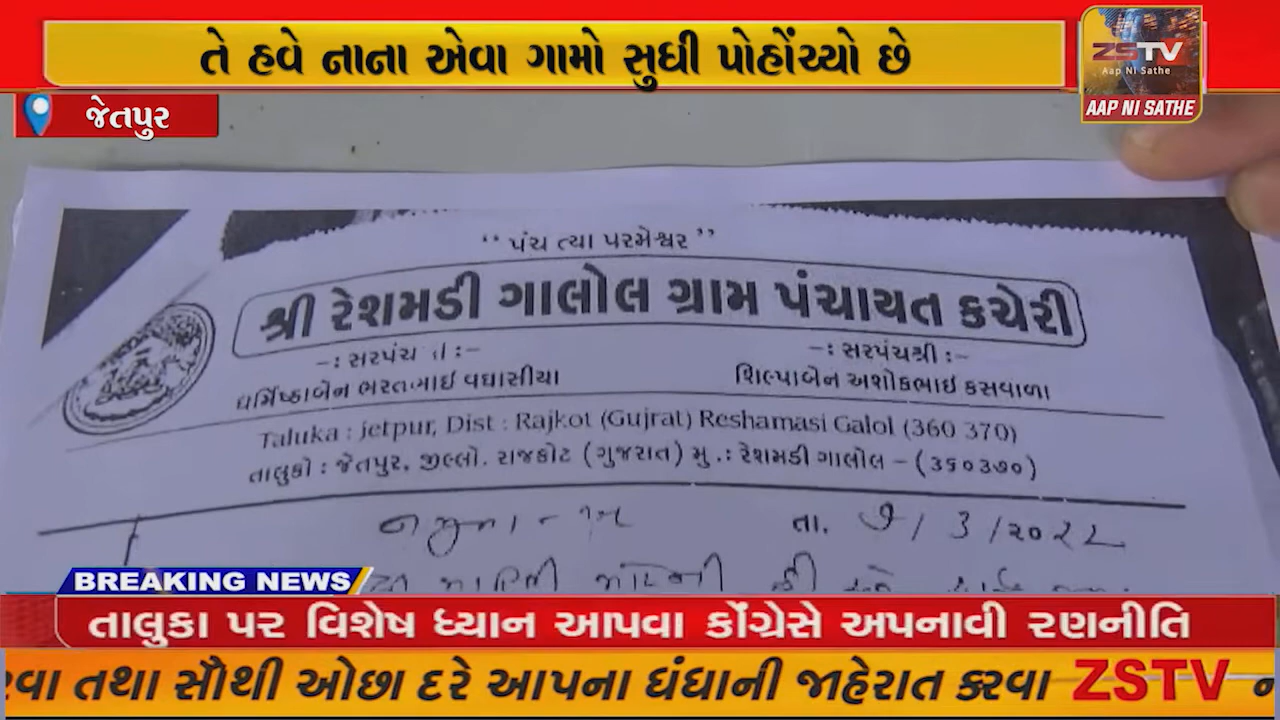 તે હવે નાના એવા ગામો સુધી પોહોંચ્યો છે
ZSTV
Aap Ni Sathe
AAP NI SATHE
જેતપુર
“ પંચ ત્યા પરમેશ્વર ”
શ્રી રેશમડી ગાલોલ ગ્રામ પંચાયત કચેરી
-: સરપંચ :-
-: સરપંચશ્રી :-
ધર્મિષ્ઠાબેન ભરતભાઈ વઘાસીયા
શિલ્પાબેન અશોકભાઇ કસવાળા
Taluka : Jetpur, Dist : Rajkot (Gujrat) Reshamasi Galol (360 370)
તાલુકો : જેતપુર, જીલ્લો. રાજકોટ (ગુજરાત) મુ .: રેશમડી ગાલોલ - (૩૬૦૩૭૦)
તા. ૭/૩/૨૦૨૨
BREAKING NEWS
તાલુકા પર વિશેષ ધ્યાન આપવા કોંગ્રેસે અપનાવી રણનીતિ
રવા તથા સૌથી ઓછા દરે આપના ધંધાની જાહેરાત કરવા ZSTV ન